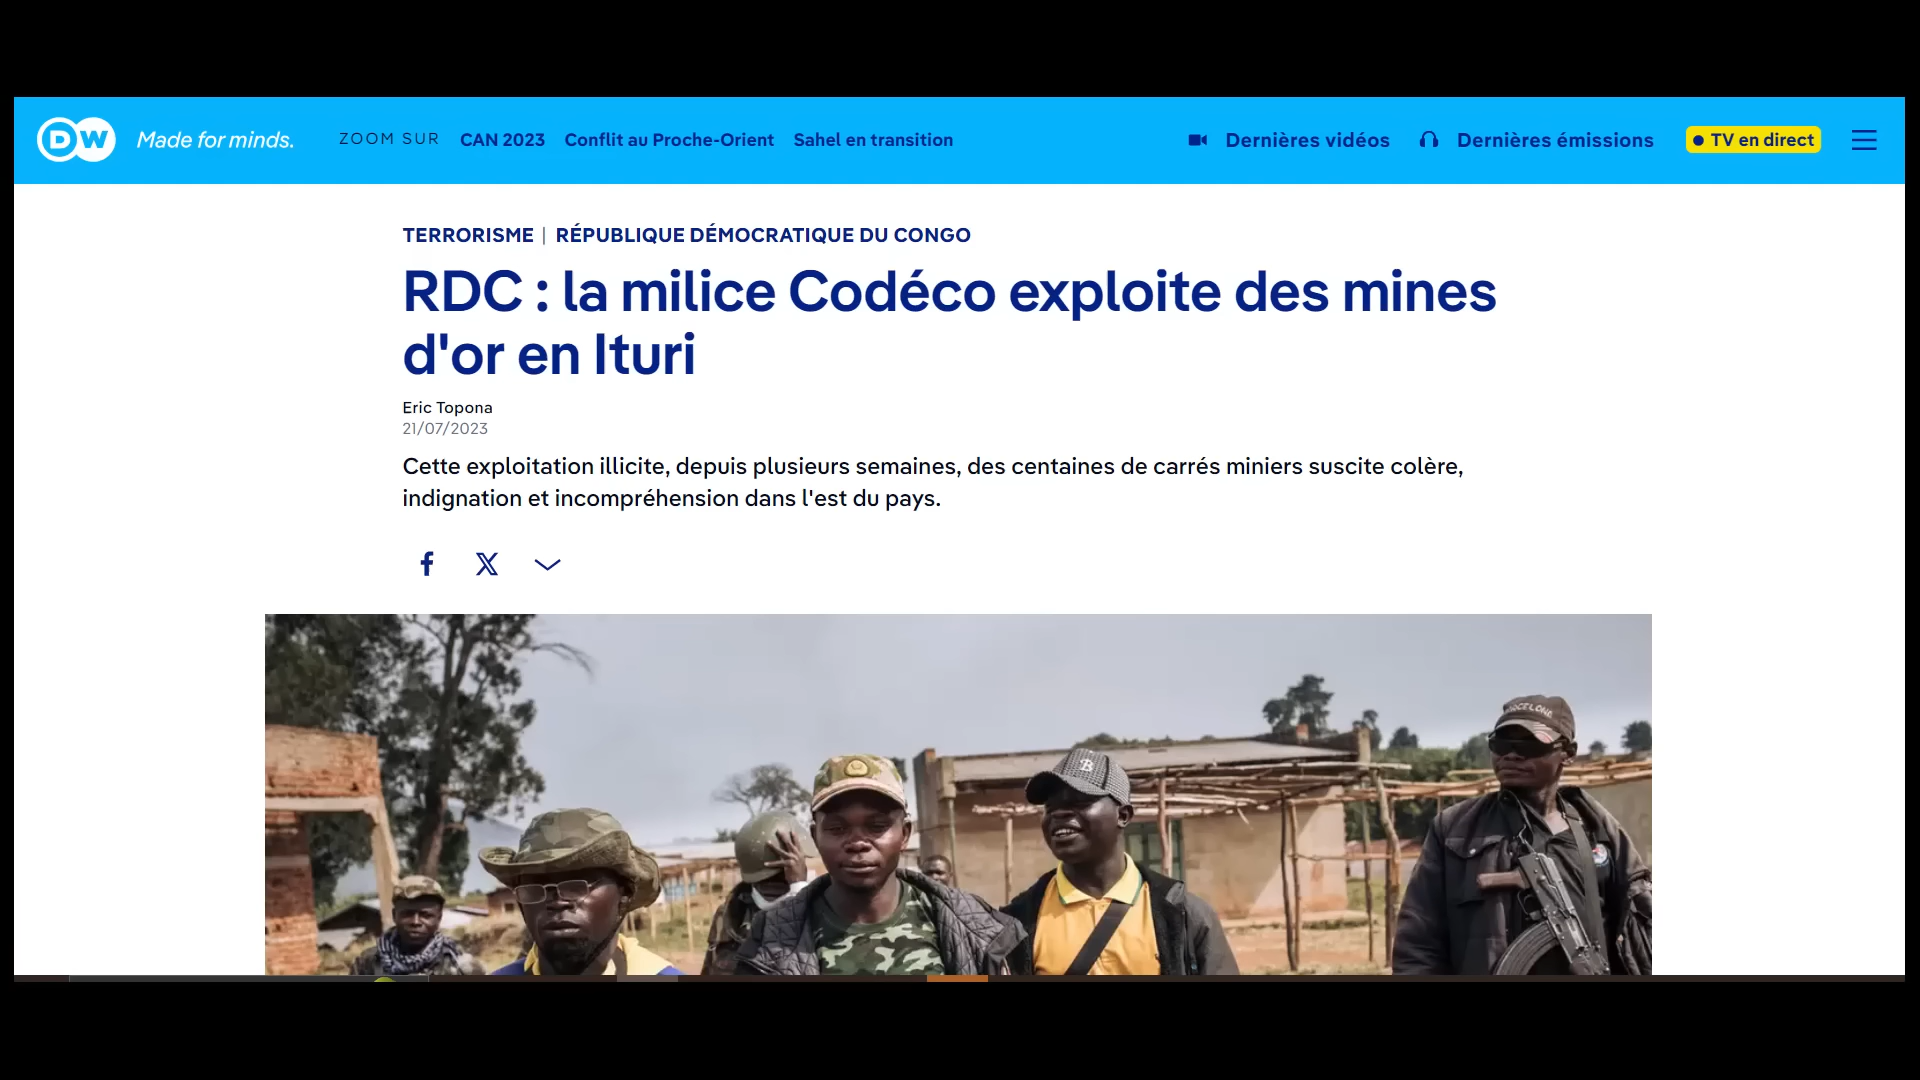 DW Made for minds. ZOOM SUR CAN 2023 Conflit au Proche-Orient Sahel en transition Dernières vidéos Dernières émissions TV en direct
TERRORISME | RÉPUBLIQUE DÉMOCRATIQUE DU CONGO
RDC : la milice Codéco exploite des mines
d'or en Ituri
Eric Topona
21/07/2023
Cette exploitation illicite, depuis plusieurs semaines, des centaines de carrés miniers suscite colère,
indignation et incompréhension dans l'est du pays.
B